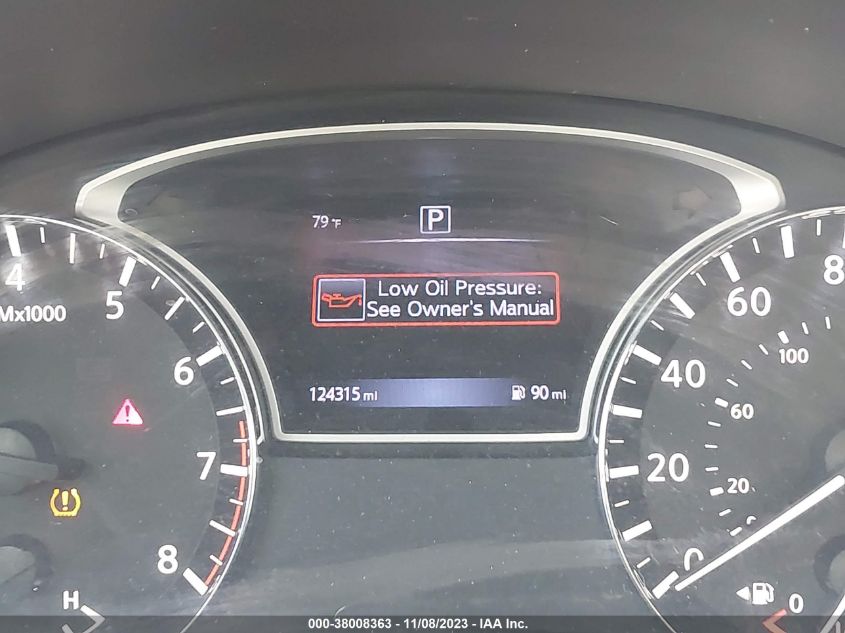 79 °F
P
Low Oil Pressure:
See Owner's Manual
124315 mi
90 mi
4
5
6
7
8
Mx1000
H
0
20
40
60
8
20
60
100
0
000-38008363 - 11/08/2023 - IAA Inc.